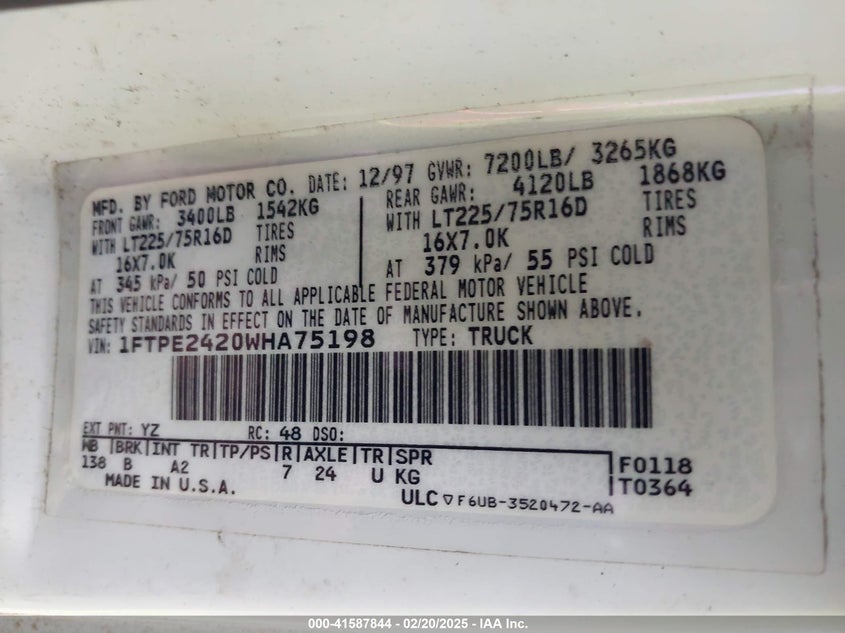 MFD. BY FORD MOTOR CO. DATE: 12/97 GVWR: 7200LB/ 3265KG
FRONT GAWR: 3400LB 1542KG
WITH LT225/75R16D TIRES
16X7.0K RIMS
AT 345 kPa/ 50 PSI COLD
REAR GAWR: 4120LB 1868KG
WITH LT225/75R16D TIRES
16X7.0K RIMS
AT 379 kPa/ 55 PSI COLD
THIS VEHICLE CONFORMS TO ALL APPLICABLE FEDERAL MOTOR VEHICLE
SAFETY STANDARDS IN EFFECT ON THE DATE OF MANUFACTURE SHOWN ABOVE.
VIN: 1FTPE2420WHA75198 TYPE: TRUCK
EXT PNT: YZ RC: 48 DSO:
WB |BRK|INT TR|TP/PS|R|AXLE|TR|SPR
138 B A2 7 24 U KG
F0118
T0364
MADE IN U.S.A.
ULC ▽F6UB-3520472-AA
000-41587844 - 02/20/2025 - IAA Inc.